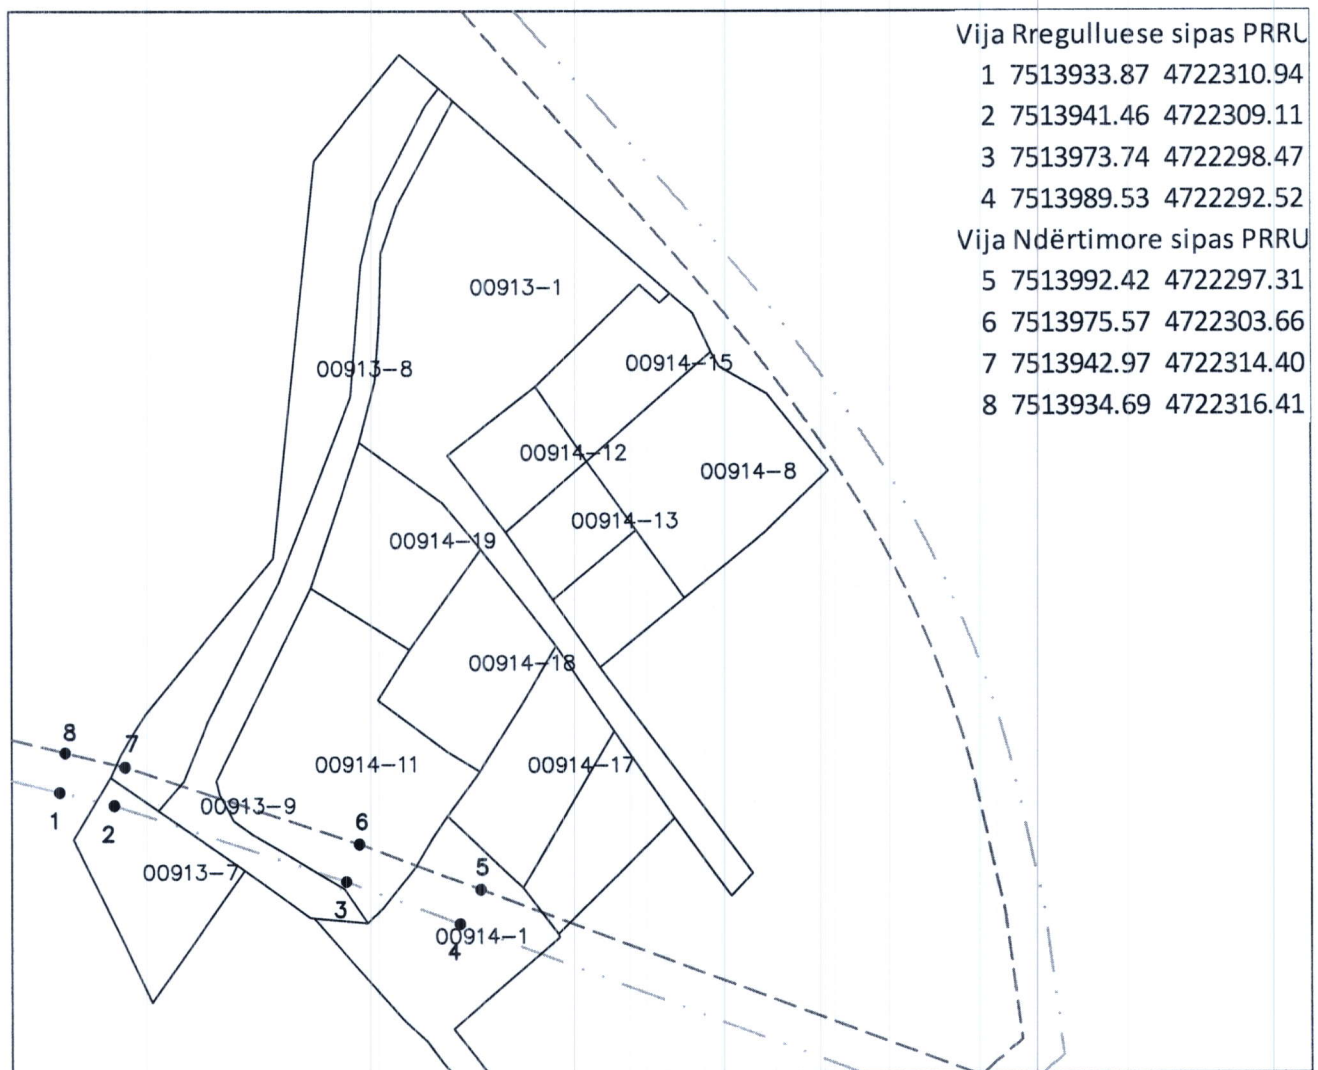 Vija Rregulluese sipas PRRU
1 7513933.87 4722310.94
2 7513941.46 4722309.11
3 7513973.74 4722298.47
4 7513989.53 4722292.52
Vija Ndërtimore sipas PRRU
5 7513992.42 4722297.31
6 7513975.57 4722303.66
7 7513942.97 4722314.40
8 7513934.69 4722316.41
00913-1
00914-15
00913-8
00914-12
00914-8
00914-13
00914-19
00914-18
8
7
00914-11
00914-17
00913-9
1
2
6
00913-7
5
3
00914-1
4